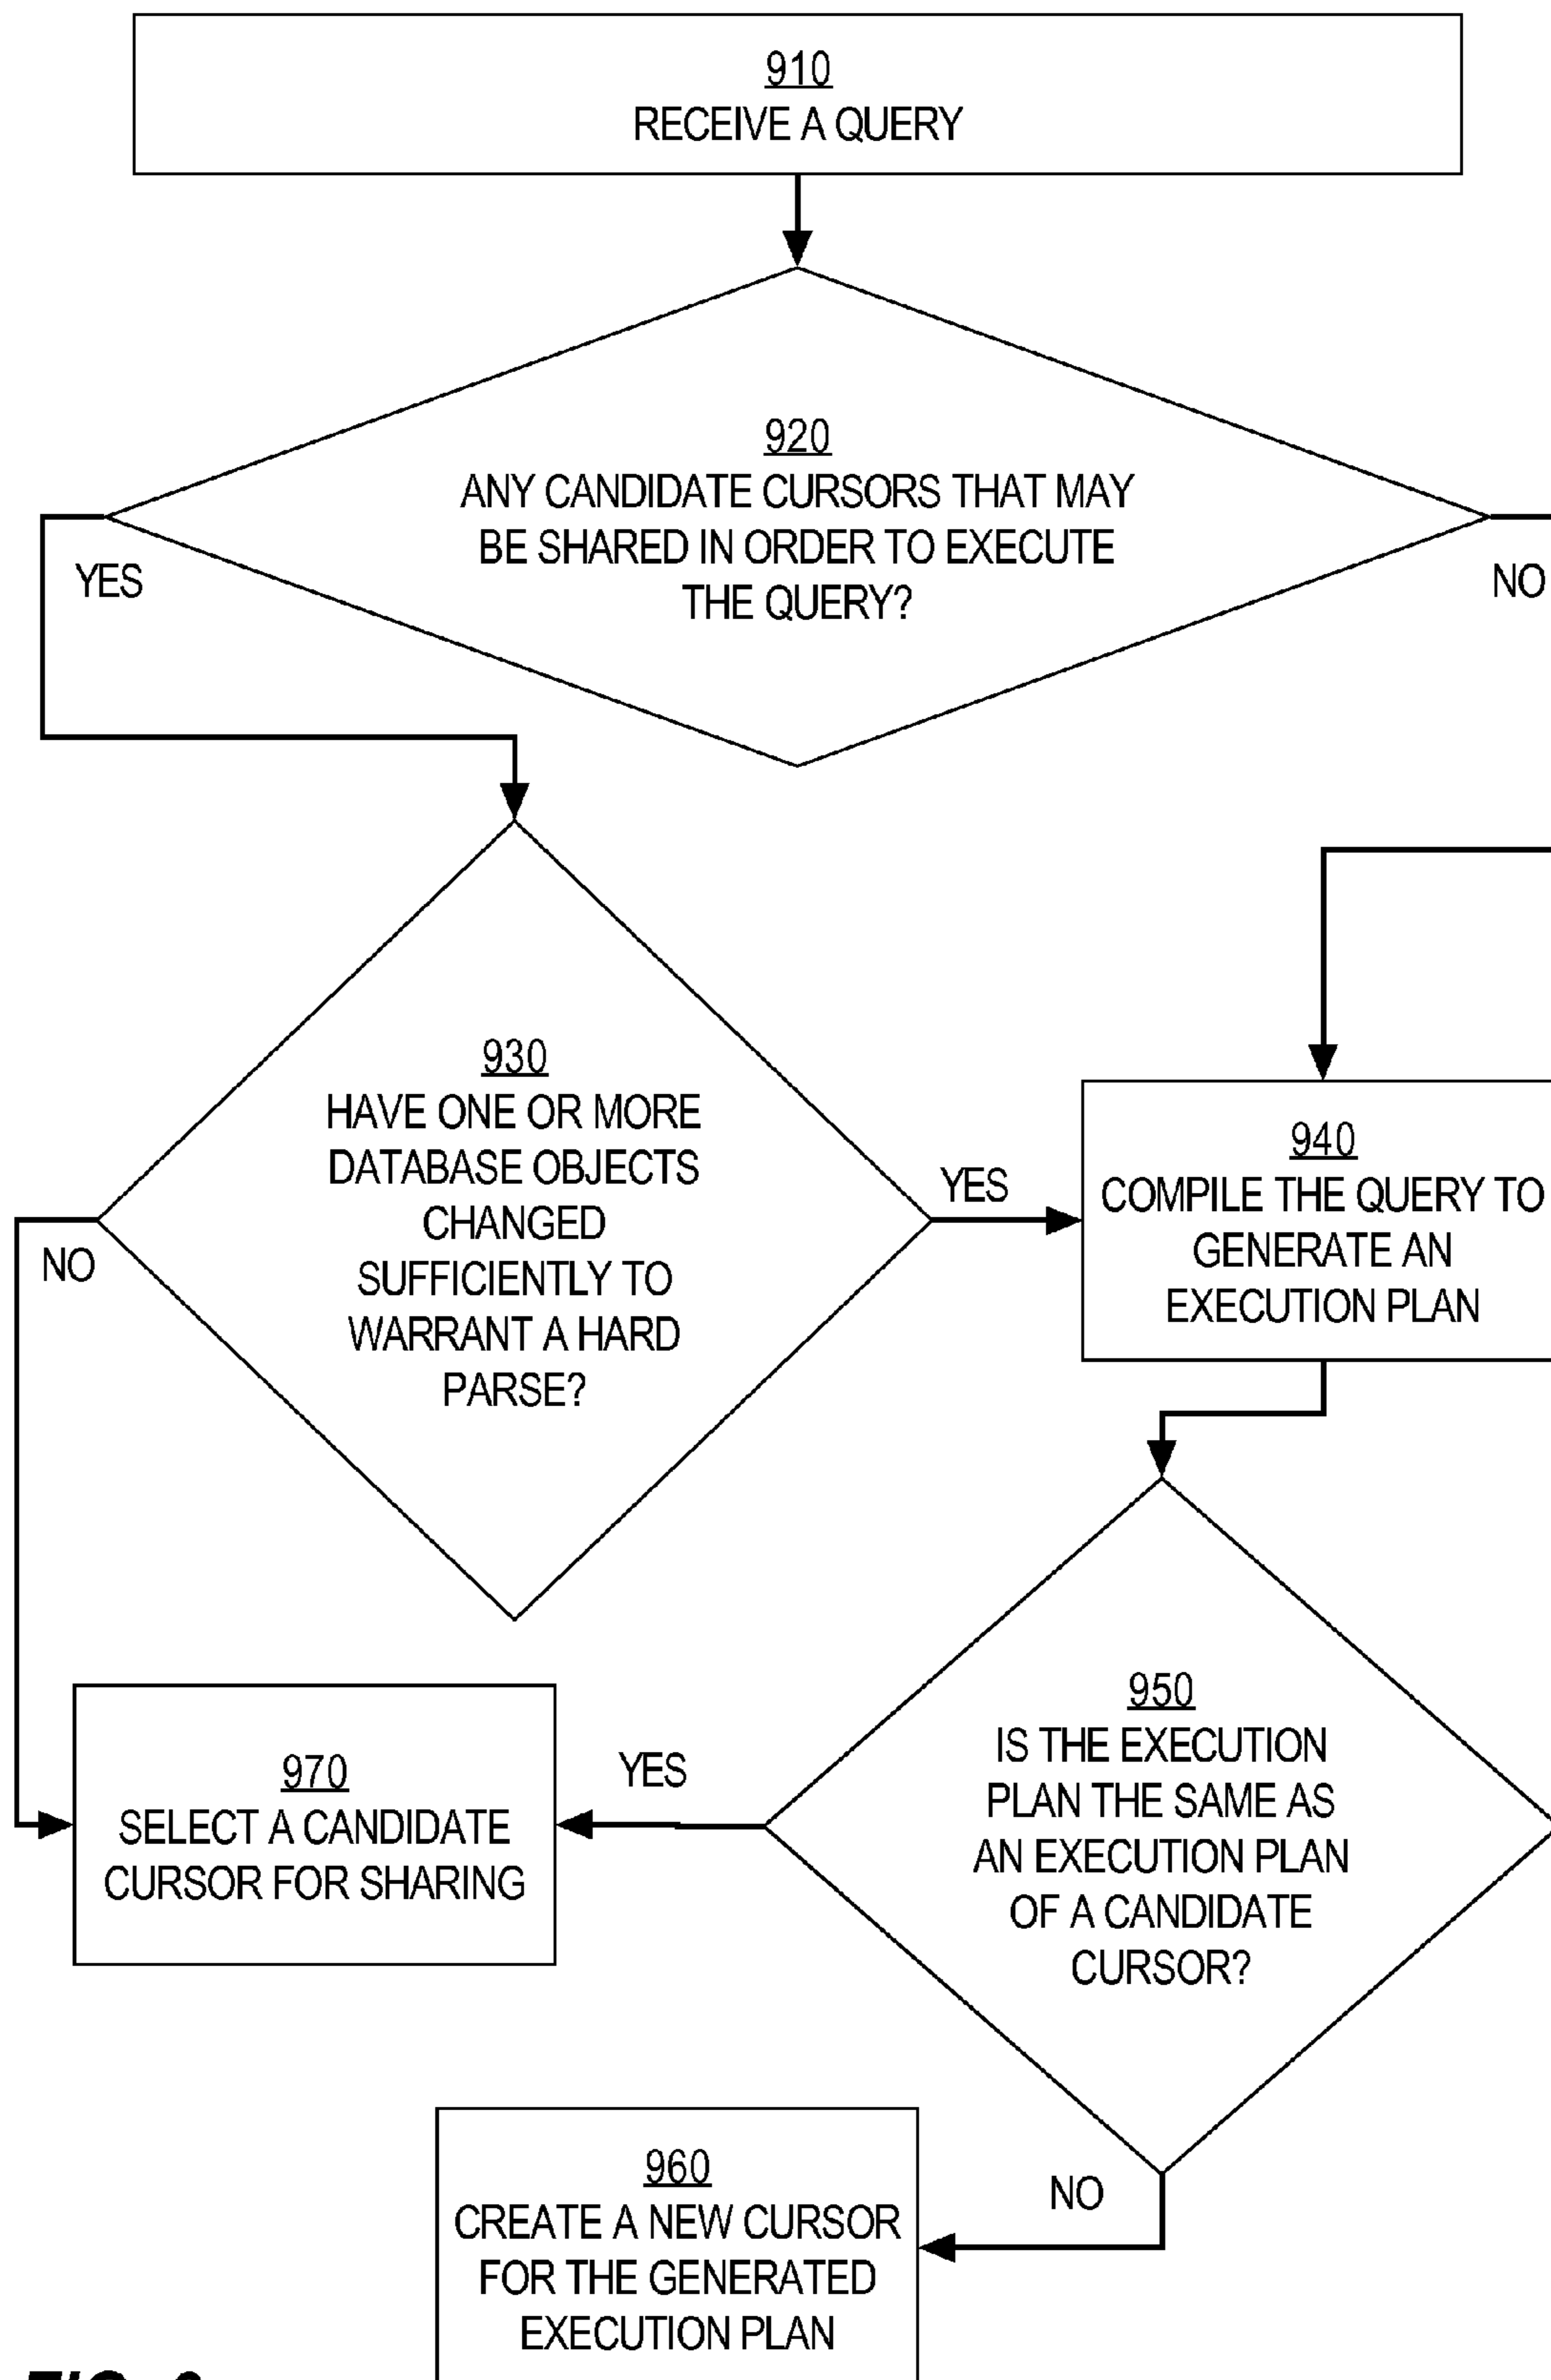 910
RECEIVE A QUERY
920
ANY CANDIDATE CURSORS THAT MAY
BE SHARED IN ORDER TO EXECUTE
THE QUERY?
YES
NO
930
HAVE ONE OR MORE
DATABASE OBJECTS
CHANGED
SUFFICIENTLY TO
WARRANT A HARD
PARSE?
YES
NO
940
COMPILE THE QUERY TO
GENERATE AN
EXECUTION PLAN
950
IS THE EXECUTION
PLAN THE SAME AS
AN EXECUTION PLAN
OF A CANDIDATE
CURSOR?
YES
970
SELECT A CANDIDATE
CURSOR FOR SHARING
NO
960
CREATE A NEW CURSOR
FOR THE GENERATED
EXECUTION PLAN